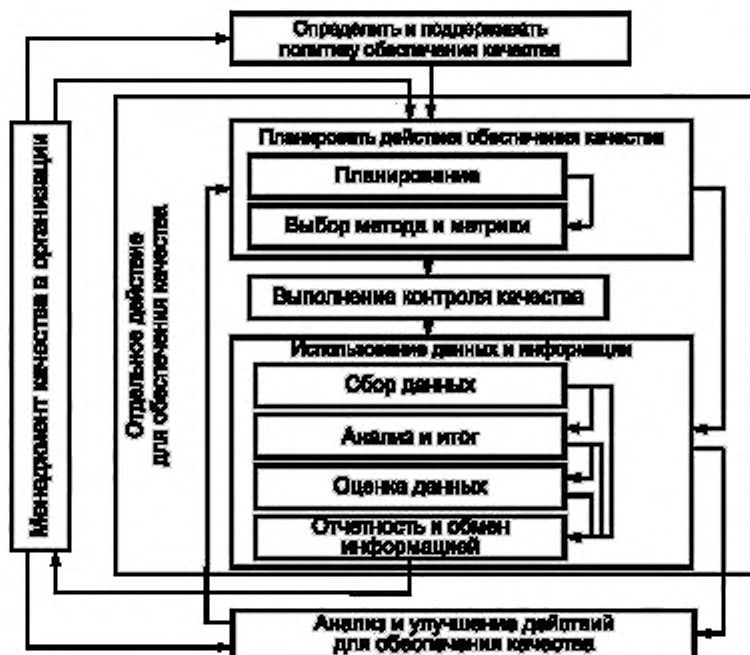 Определить и поддерживать
политику обеспечения качества
Менеджмент качества в организации
Отдельное действие
для обеспечения качества
Планировать действия обеспечения качества
Планирование
Выбор метода и метрики
Выполнение контроля качества
Использование данных и информации
Сбор данных
Анализ и итог
Оценка данных
Отчетность и обмен
информацией
Анализ и улучшение действий
для обеспечения качества